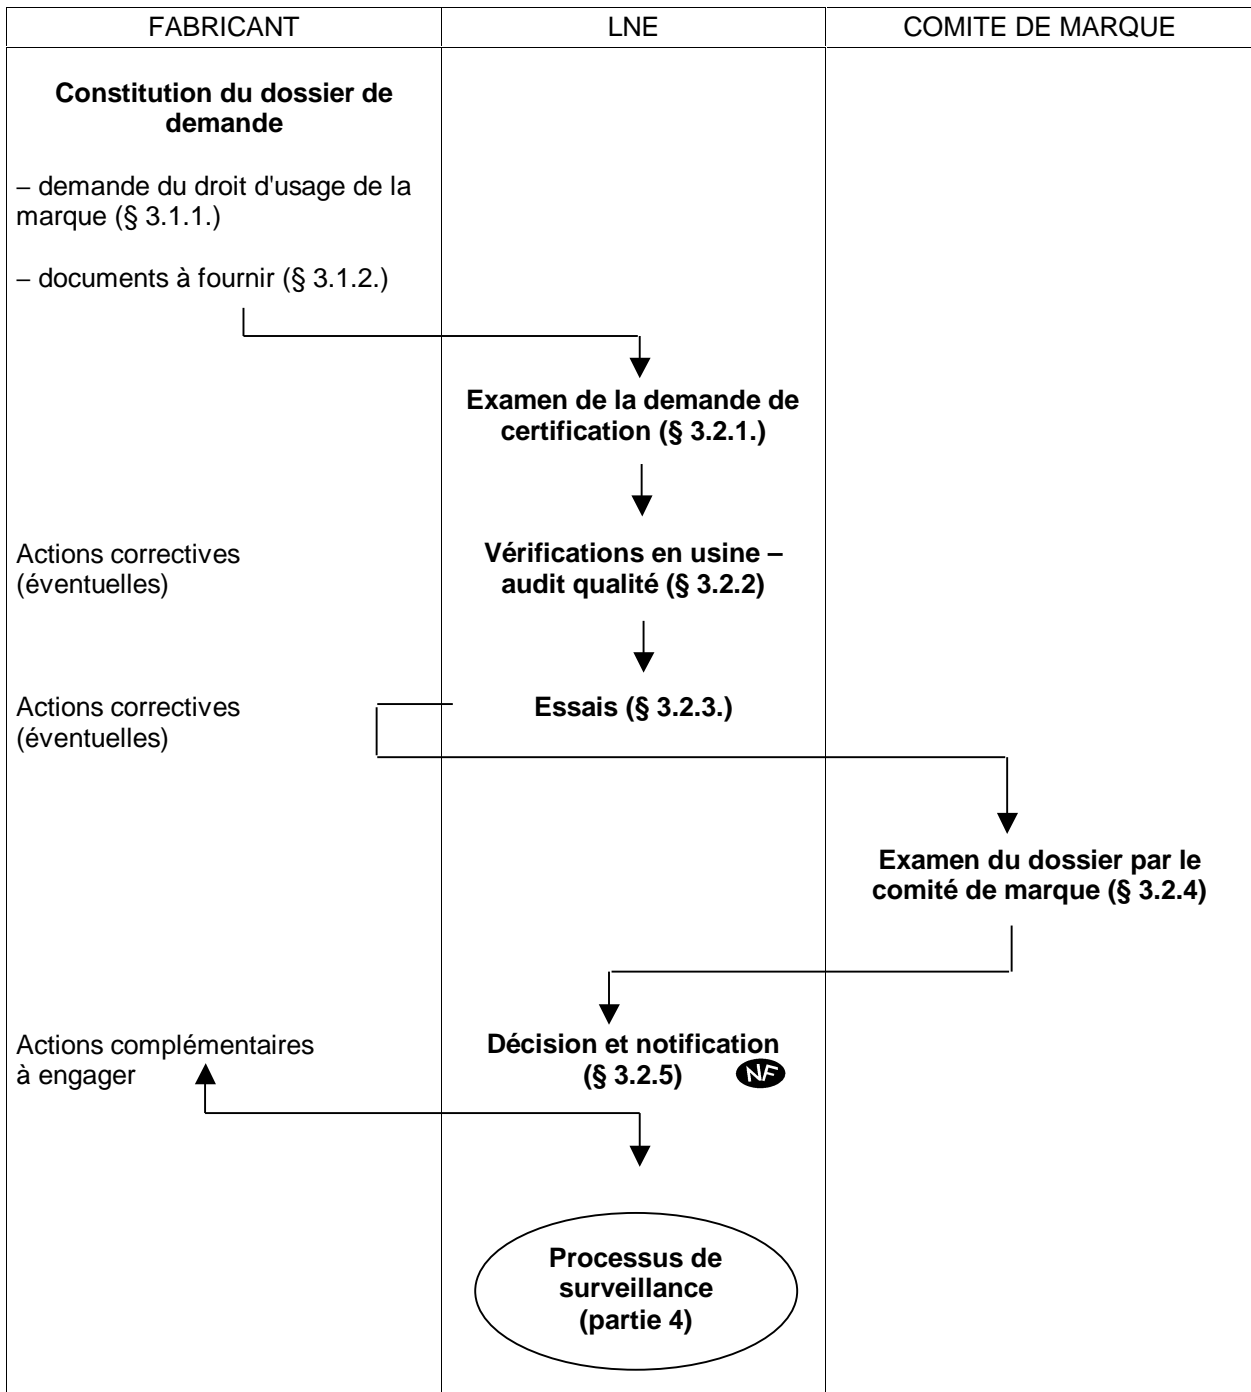 FABRICANT
LNE
COMITE DE MARQUE
Constitution du dossier de
demande
– demande du droit d'usage de la
marque (§ 3.1.1.)
– documents à fournir (§ 3.1.2.)
Examen de la demande de
certification (§ 3.2.1.)
Actions correctives
(éventuelles)
Vérifications en usine –
audit qualité (§ 3.2.2)
Actions correctives
(éventuelles)
Essais (§ 3.2.3.)
Examen du dossier par le
comité de marque (§ 3.2.4)
Actions complémentaires
à engager
Décision et notification
(§ 3.2.5)
NF
Processus de
surveillance
(partie 4)